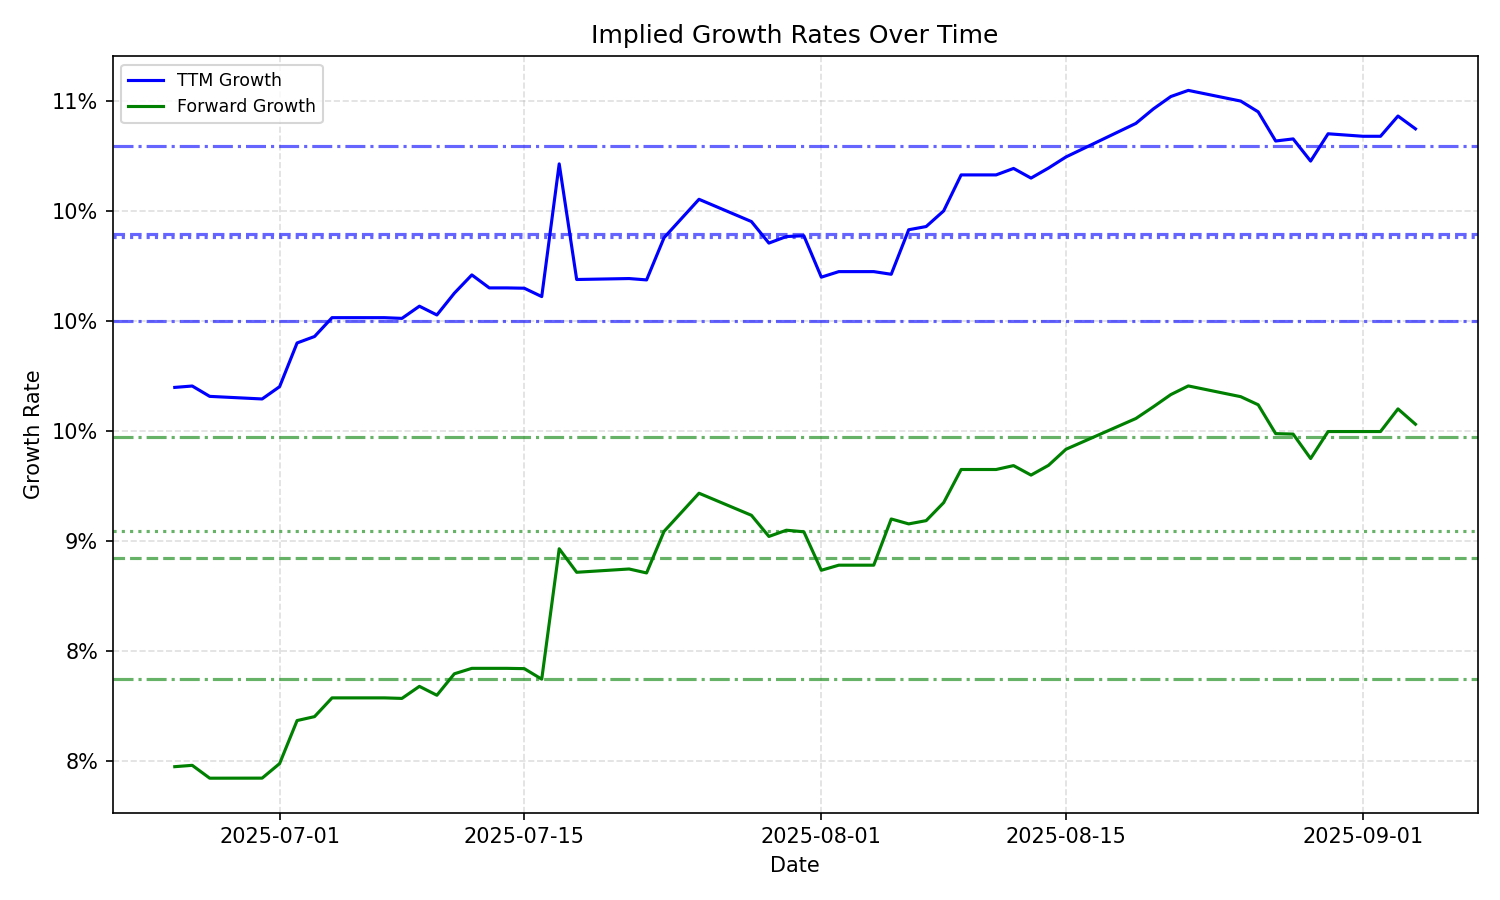 Implied Growth Rates Over Time
TTM Growth
Forward Growth
11%
10%
10%
10%
9%
8%
8%
Growth Rate
2025-07-01
2025-07-15
2025-08-01
2025-08-15
2025-09-01
Date